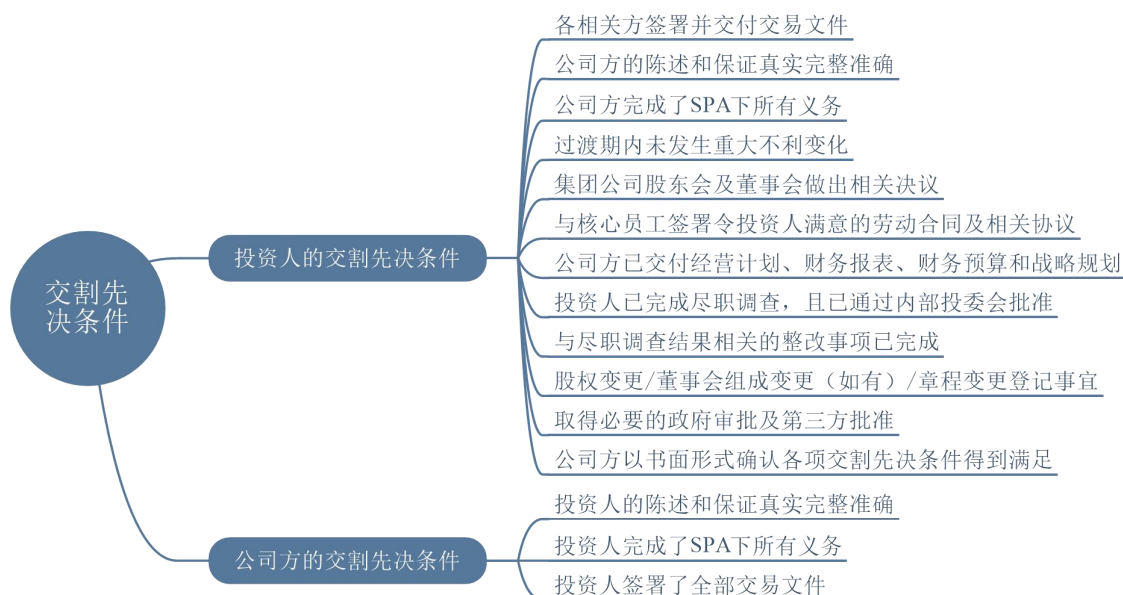 交割先
决条件
投资人的交割先决条件
各相关方签署并交付交易文件
公司方的陈述和保证真实完整准确
公司方完成了SPA下所有义务
过渡期内未发生重大不利变化
集团公司股东会及董事会做出相关决议
与核心员工签署令投资人满意的劳动合同及相关协议
公司方已交付经营计划、财务报表、财务预算和战略规划
投资人已完成尽职调查，且已通过内部投委会批准
与尽职调查结果相关的整改事项已完成
股权变更/董事会组成变更（如有）/章程变更登记事宜
取得必要的政府审批及第三方批准
公司方以书面形式确认各项交割先决条件得到满足
公司方的交割先决条件
投资人的陈述和保证真实完整准确
投资人完成了SPA下所有义务
投资人签署了全部交易文件